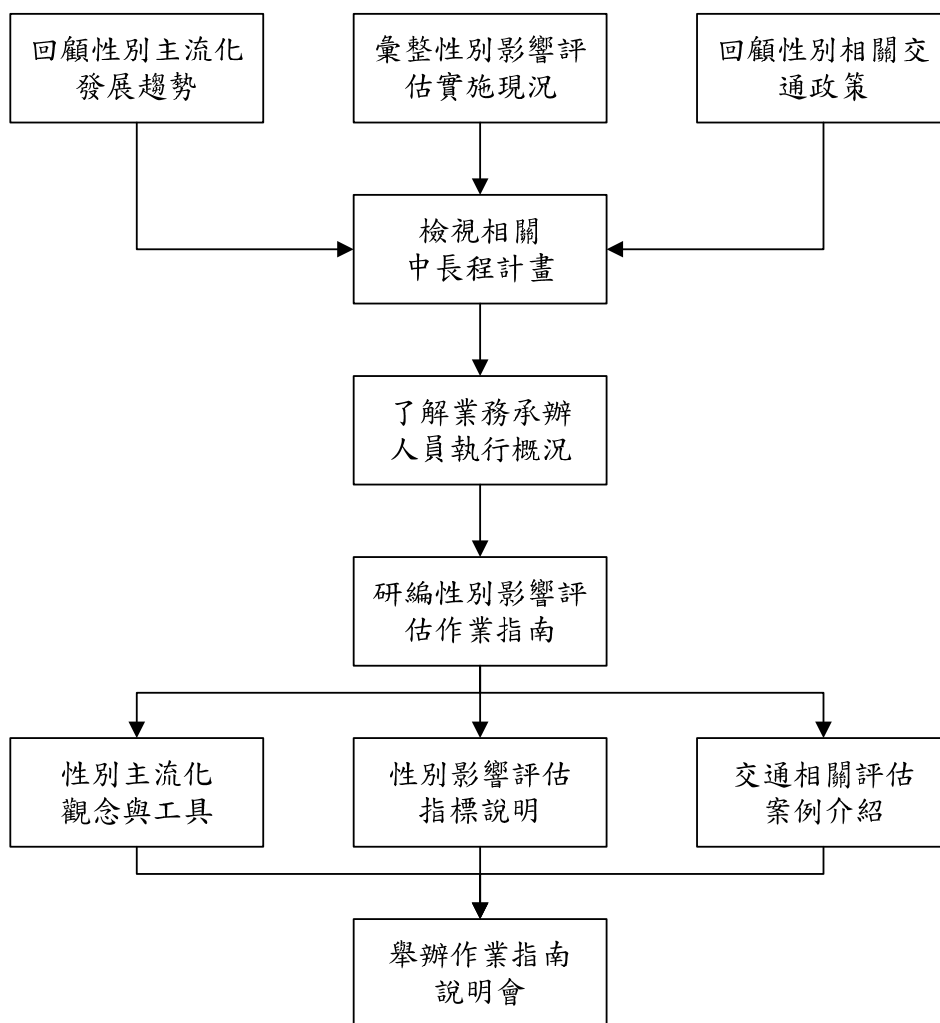 回顧性別主流化
發展趨勢
彙整性別影響評
估實施現況
回顧性別相關交
通政策
檢視相關
中長程計畫
了解業務承辦
人員執行概況
研編性別影響評
估作業指南
性別主流化
觀念與工具
性別影響評估
指標說明
交通相關評估
案例介紹
舉辦作業指南
說明會